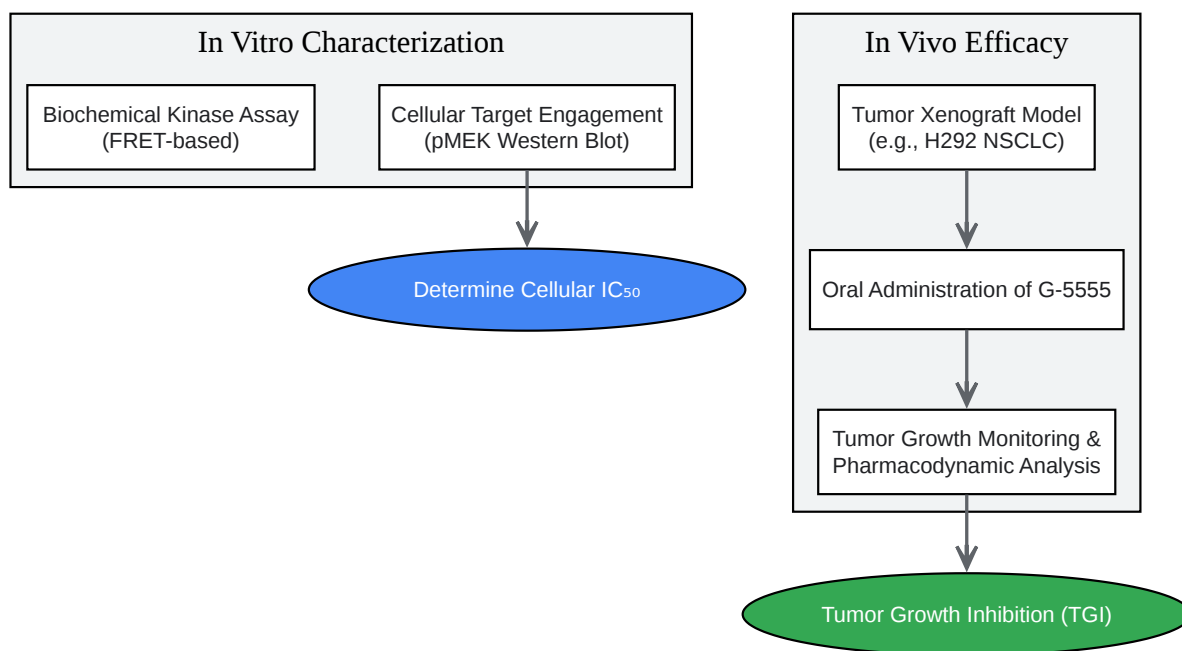 In Vitro Characterization
Biochemical Kinase Assay
(FRET-based)
Cellular Target Engagement
(pMEK Western Blot)
Determine Cellular IC₅₀
In Vivo Efficacy
Tumor Xenograft Model
(e.g., H292 NSCLC)
Oral Administration of G-5555
Tumor Growth Monitoring &
Pharmacodynamic Analysis
Tumor Growth Inhibition (TGI)